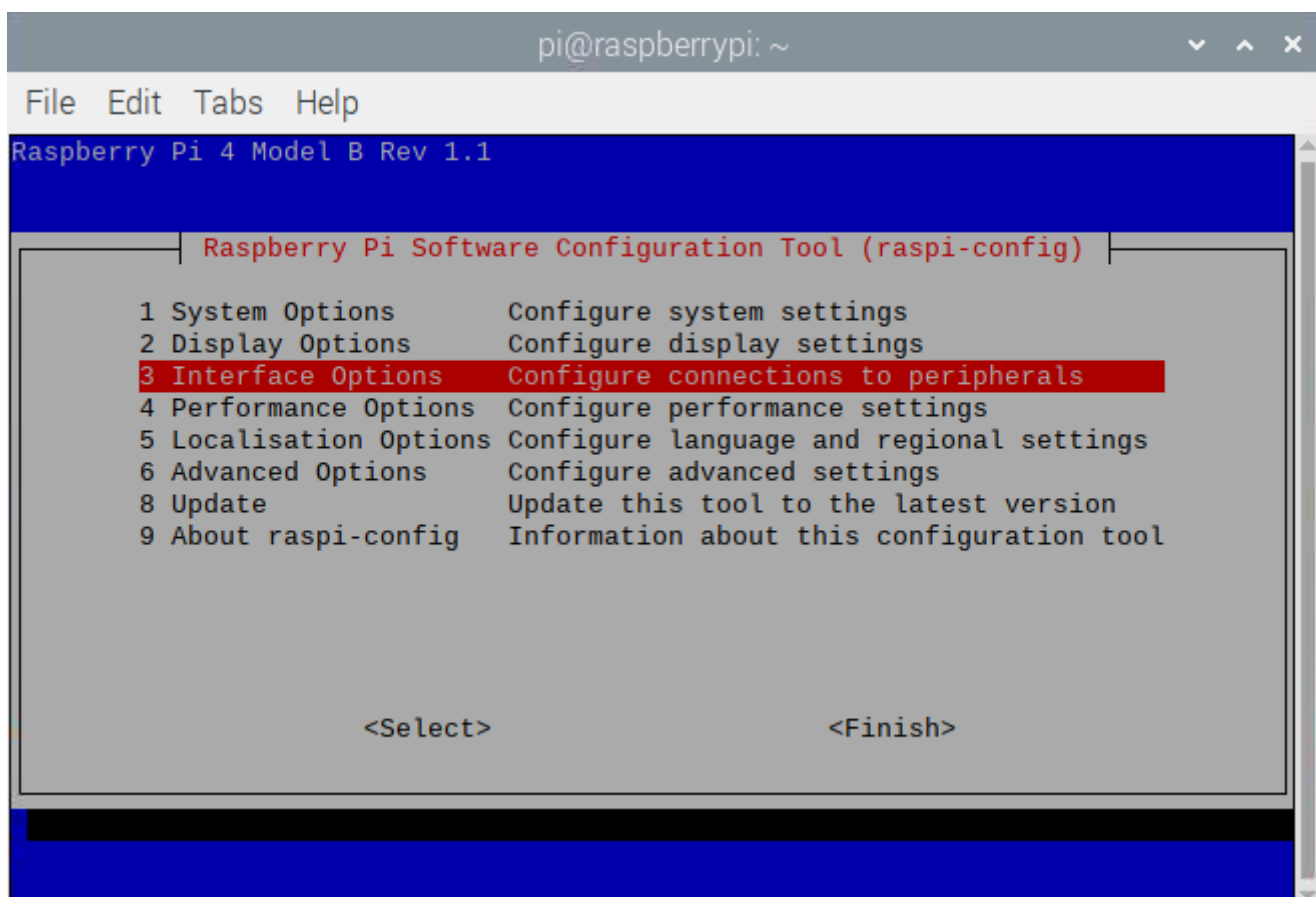 pi@raspberrypi: ~
File Edit Tabs Help
Raspberry Pi 4 Model B Rev 1.1
Raspberry Pi Software Configuration Tool (raspi-config)
1 System Options Configure system settings
2 Display Options Configure display settings
3 Interface Options Configure connections to peripherals
4 Performance Options Configure performance settings
5 Localisation Options Configure language and regional settings
6 Advanced Options Configure advanced settings
8 Update Update this tool to the latest version
9 About raspi-config Information about this configuration tool
<Select> <Finish>